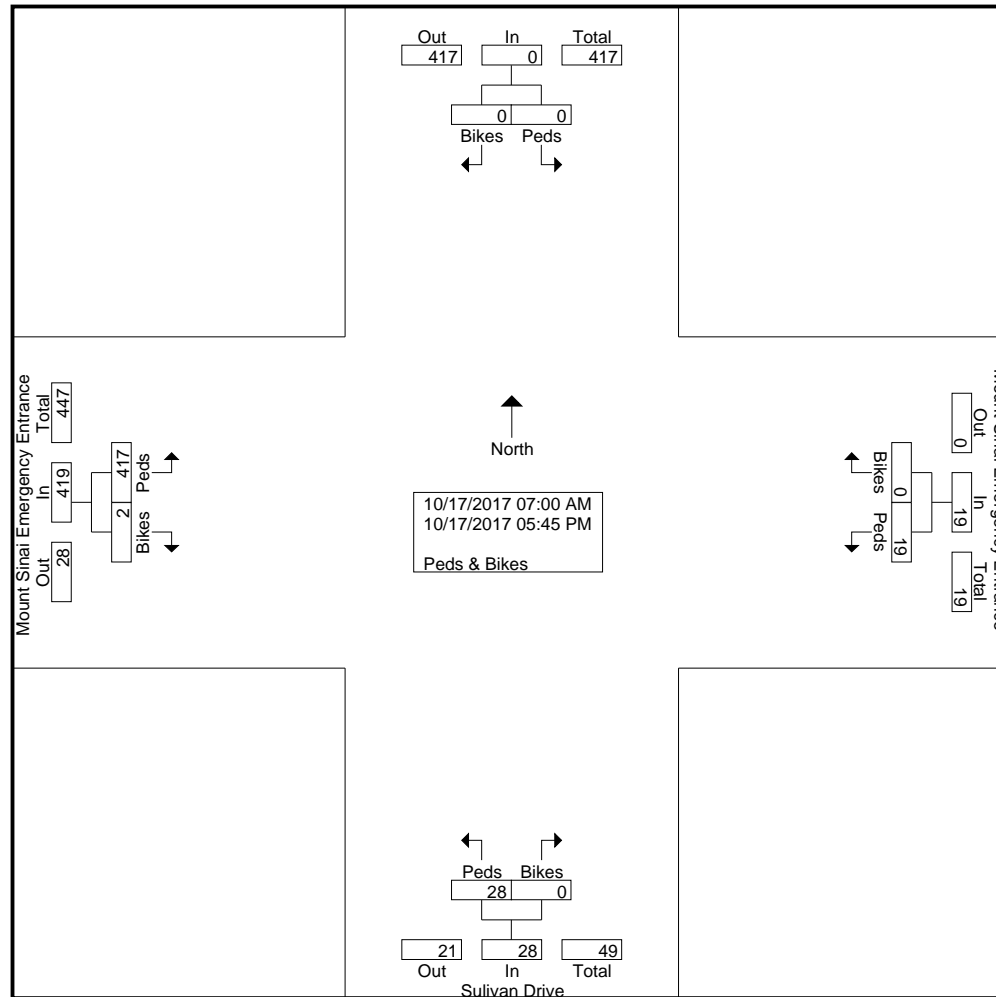 Out In Total
417 0 417
0 0
Bikes Peds
Mount Sinai Emergency Entrance
Total In Out
447 419 28
417 2
Peds Bikes
North
10/17/2017 07:00 AM
10/17/2017 05:45 PM
Peds & Bikes
Bikes Peds
0 19
Out In Total
0 19 19
Peds Bikes
28 0
21 28 49
Out In Total
Sulivan Drive